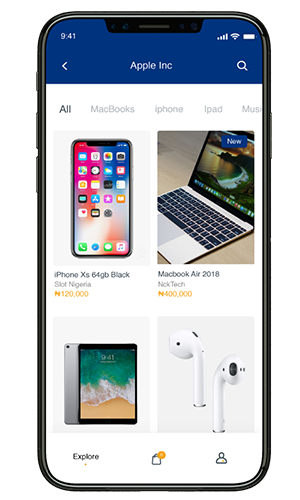 9:41
Apple Inc
All MacBooks iphone Ipad Musi
New
iPhone Xs 64gb Black
Slot Nigeria
₦120,000
Macbook Air 2018
NckTech
₦400,000
Explore